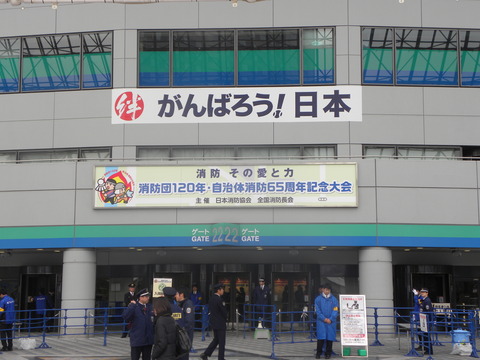 絆 がんばろう!日本
消防 その愛と力
消防団120年・自治体消防65周年記念大会
主催 日本消防協会 全国消防長会
ゲート 22 ゲート
GATE 22 GATE